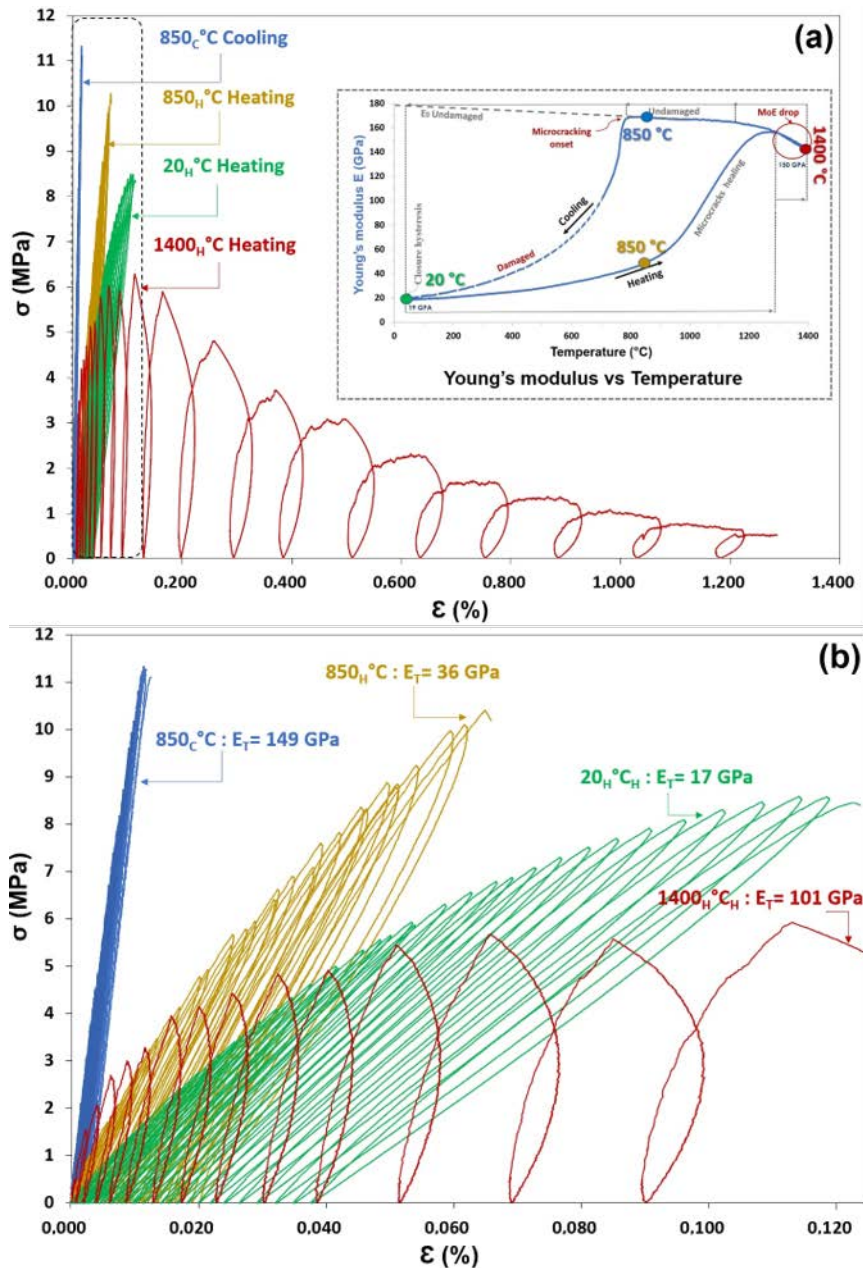 (a)
12
11
10
9
8
7
6
5
4
3
2
1
0
σ (MPa)
850C°C Cooling
850H°C Heating
20H°C Heating
1400H°C Heating
180
160
140
120
100
80
60
40
20
0
Young's modulus E (GPa)
E0 Undamaged
Undamaged
MoE drop
Microcracking
onset
850 °C
1400 °C
150 GPA
Closure hysteresis
Cooling
Damaged
Microcracks healing
20 °C
850 °C
Heating
19 GPA
0 200 400 600 800 1000 1200 1400
Temperature (°C)
Young's modulus vs Temperature
0.000 0.200 0.400 0.600 0.800 1.000 1.200 1.400
Ɛ (%)
(b)
12
11
10
9
8
7
6
5
4
3
2
1
0
σ (MPa)
850H°C : ET= 36 GPa
850C°C : ET= 149 GPa
20H°CH : ET= 17 GPa
1400H°CH : ET= 101 GPa
0.000 0.020 0.040 0.060 0.080 0.100 0.120
Ɛ (%)